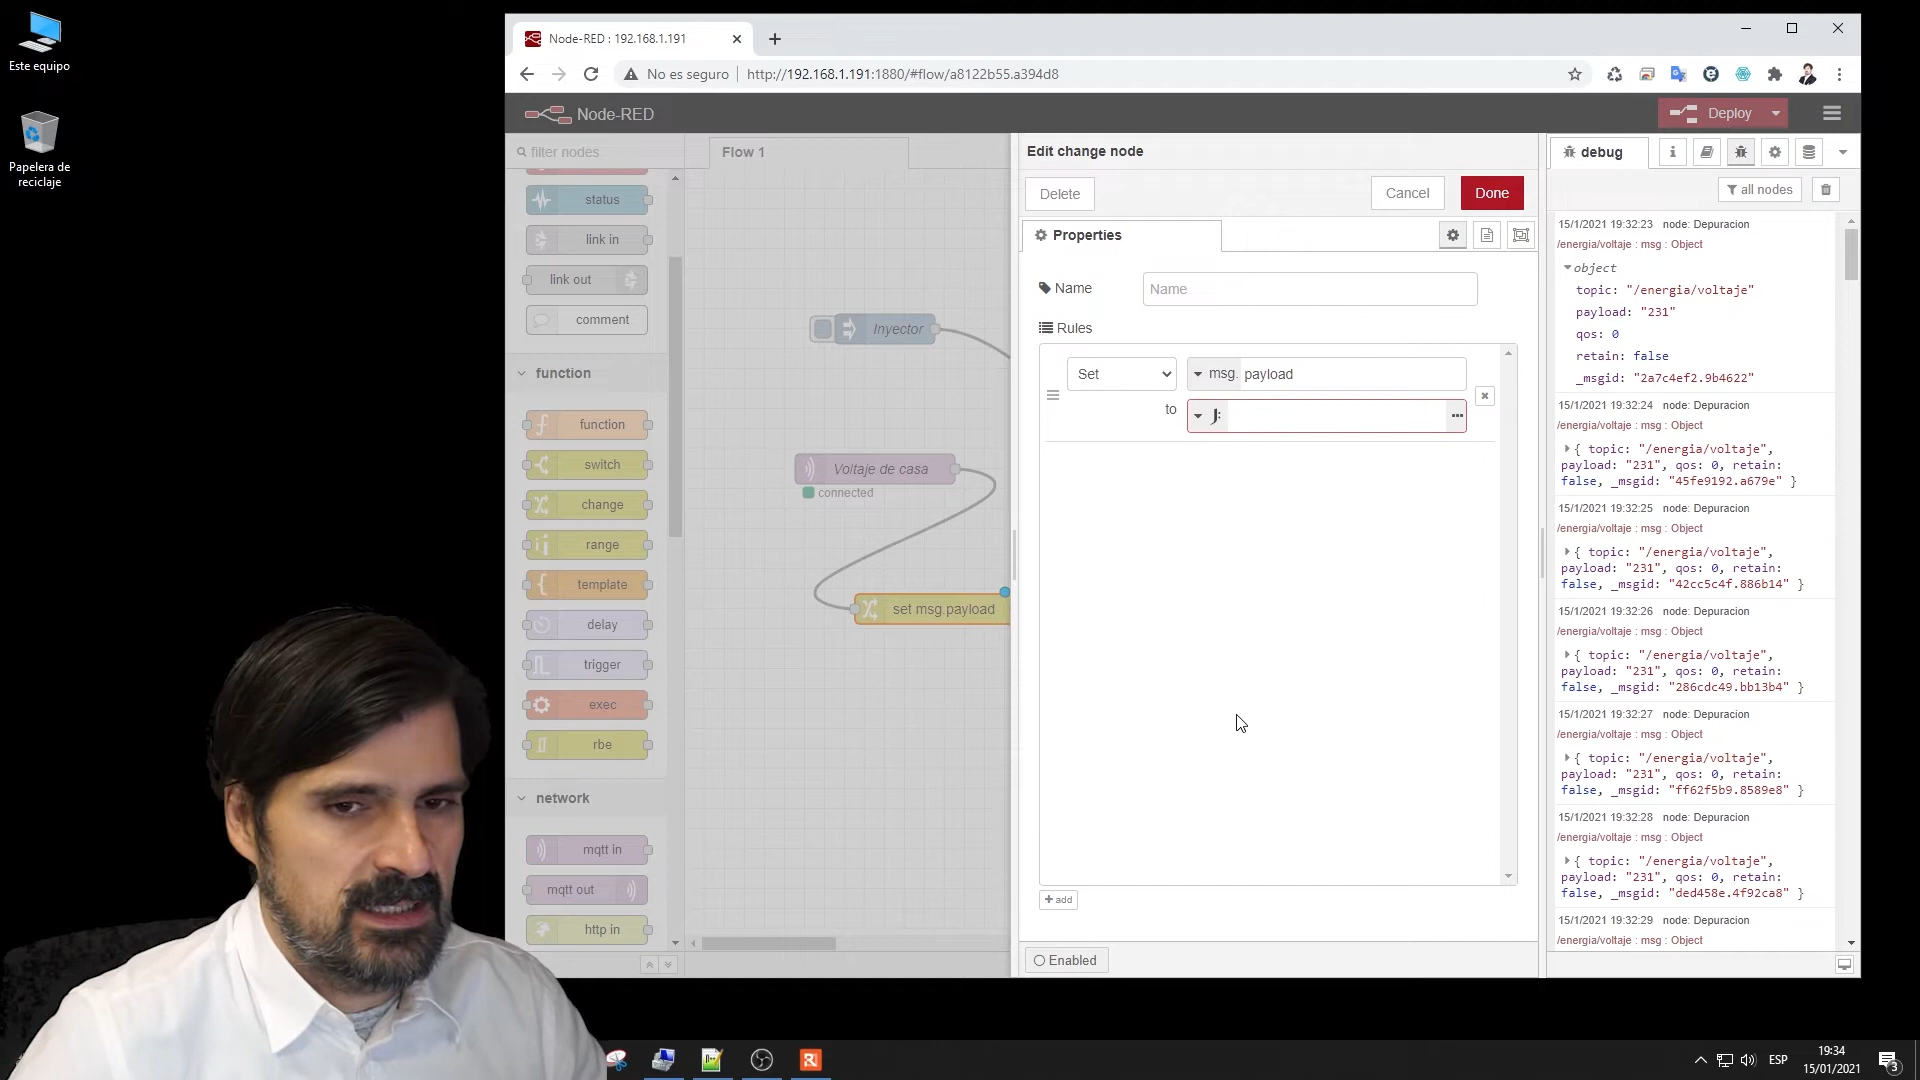 Este equipo
Papelera de
reciclaje
Node-RED : 192.168.1.191
No es seguro
http://192.168.1.191:1880/#flow/a8122b55.a394d8
Node-RED
Deploy
filter nodes
status
link in
link out
comment
function
function
switch
change
range
template
delay
trigger
exec
rbe
network
mqtt in
mqtt out
http in
Flow 1
Inyector
Voltaje de casa
connected
set msg.payload
Edit change node
Delete
Cancel
Done
Properties
Name
Name
Rules
Set
msg. payload
to
J:
add
Enabled
debug
all nodes
15/1/2021 19:32:23 node: Depuracion
/energia/voltaje : msg : Object
object
topic: "/energia/voltaje"
payload: "231"
qos: 0
retain: false
_msgid: "2a7c4ef2.9b4622"
15/1/2021 19:32:24 node: Depuracion
/energia/voltaje : msg : Object
{ topic: "/energia/voltaje",
payload: "231", qos: 0, retain:
false, _msgid: "45fe9192.a679e" }
15/1/2021 19:32:25 node: Depuracion
/energia/voltaje : msg : Object
{ topic: "/energia/voltaje",
payload: "231", qos: 0, retain:
false, _msgid: "42cc5c4f.886b14" }
15/1/2021 19:32:26 node: Depuracion
/energia/voltaje : msg : Object
{ topic: "/energia/voltaje",
payload: "231", qos: 0, retain:
false, _msgid: "286cdc49.bb13b4" }
15/1/2021 19:32:27 node: Depuracion
/energia/voltaje : msg : Object
{ topic: "/energia/voltaje",
payload: "231", qos: 0, retain:
false, _msgid: "ff62f5b9.8589e8" }
15/1/2021 19:32:28 node: Depuracion
/energia/voltaje : msg : Object
{ topic: "/energia/voltaje",
payload: "231", qos: 0, retain:
false, _msgid: "ded458e.4f92ca8" }
15/1/2021 19:32:29 node: Depuracion
/energia/voltaje : msg : Object
ESP
19:34
15/01/2021
3